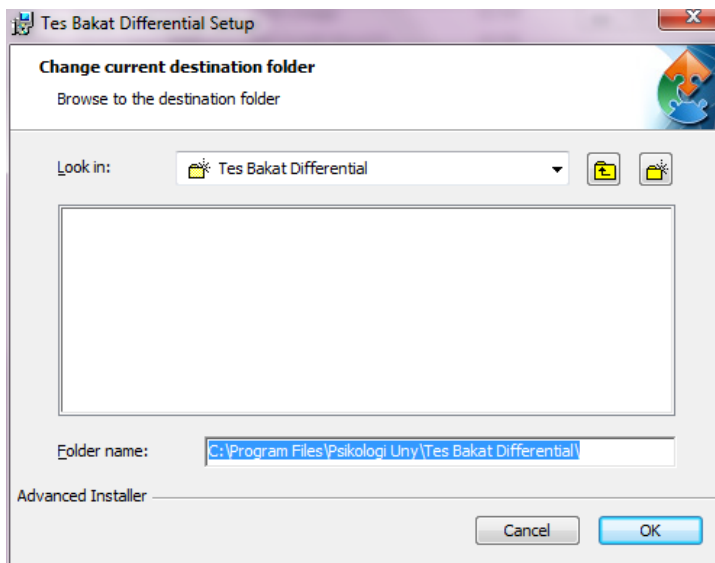 Tes Bakat Differential Setup
Change current destination folder
Browse to the destination folder
Look in:
Tes Bakat Differential
Folder name:
C:\Program Files\Psikologi Uny\Tes Bakat Differential\
Advanced Installer
Cancel
OK